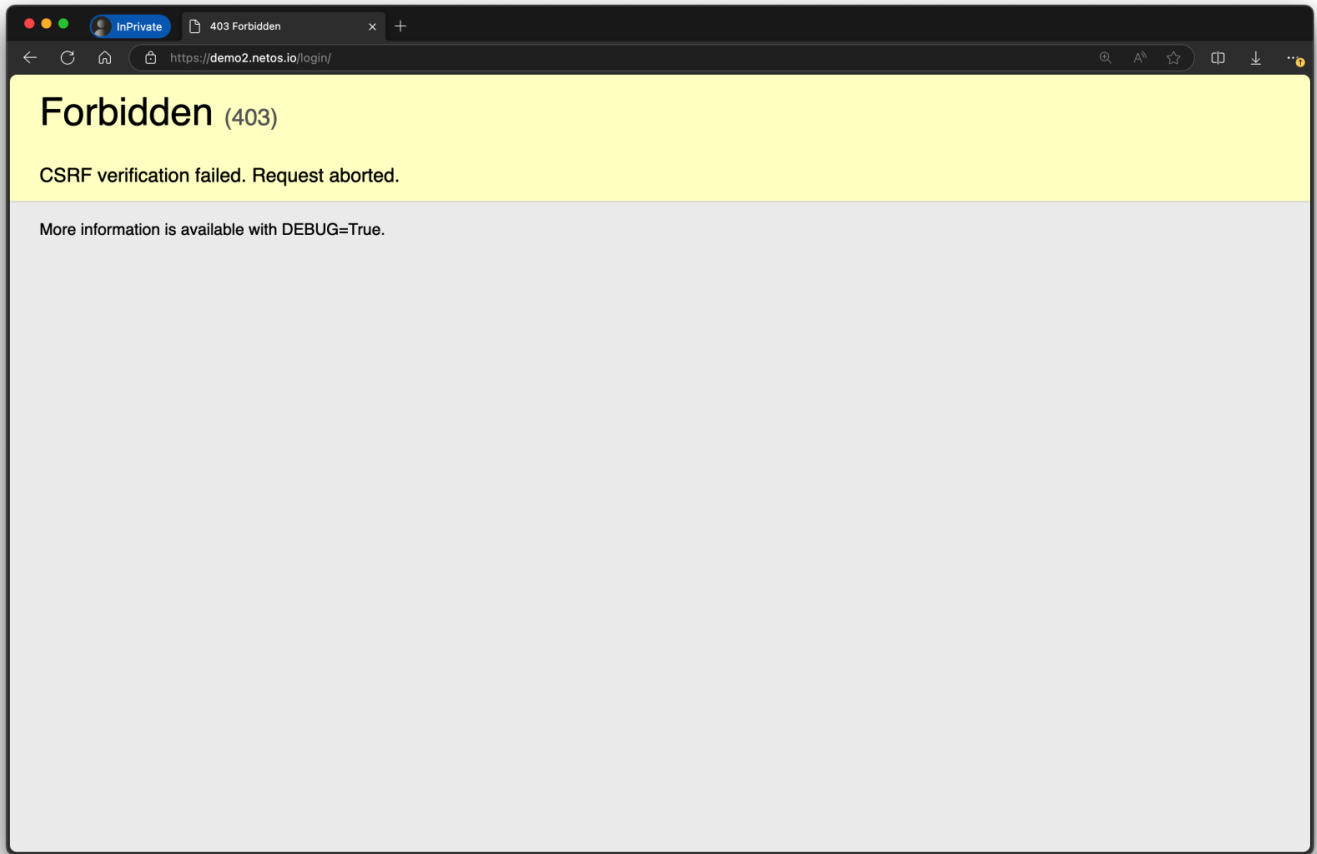 InPrivate
403 Forbidden
https://demo2.netos.io/login/
Forbidden (403)
CSRF verification failed. Request aborted.
More information is available with DEBUG=True.